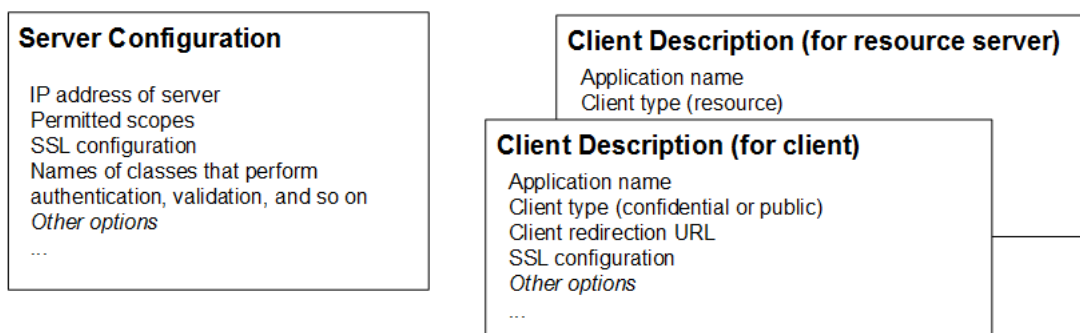 Server Configuration
IP address of server
Permitted scopes
SSL configuration
Names of classes that perform
authentication, validation, and so on
Other options
...
Client Description (for resource server)
Application name
Client type (resource)
Client Description (for client)
Application name
Client type (confidential or public)
Client redirection URL
SSL configuration
Other options
...